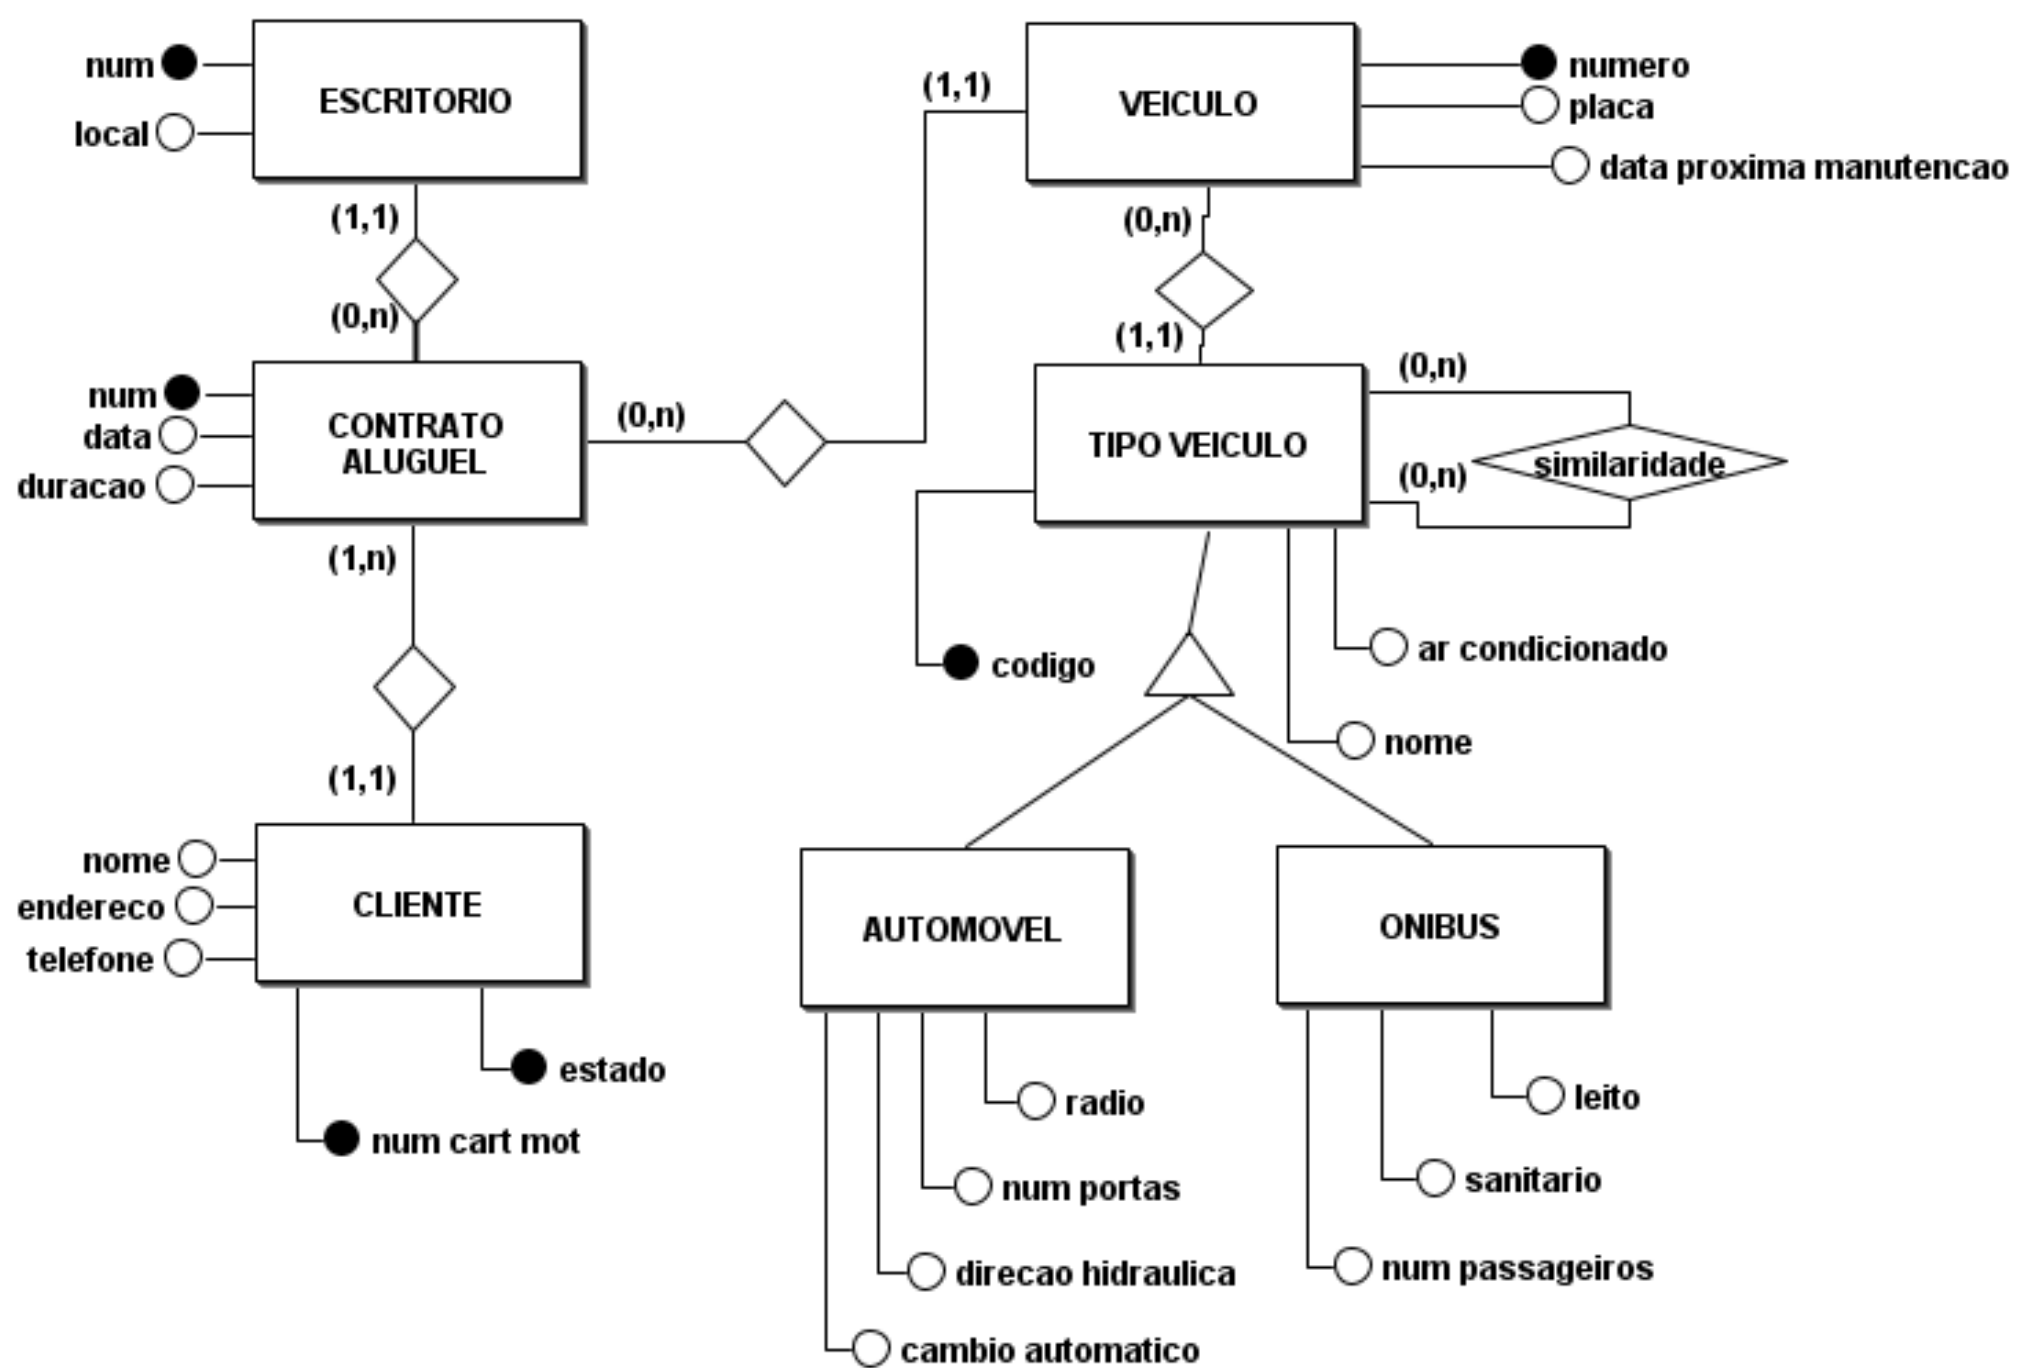 num
ESCRITORIO
local
(1,1)
(0,n)
num
data
duracao
CONTRATO
ALUGUEL
(0,n)
(1,1)
(1,n)
(1,1)
nome
endereco
telefone
CLIENTE
estado
num cart mot
VEICULO
numero
placa
data proxima manutencao
(0,n)
(1,1)
TIPO VEICULO
(0,n)
similaridade
(0,n)
codigo
ar condicionado
nome
AUTOMOVEL
radio
num portas
direcao hidraulica
cambio automatico
ONIBUS
leito
sanitario
num passageiros